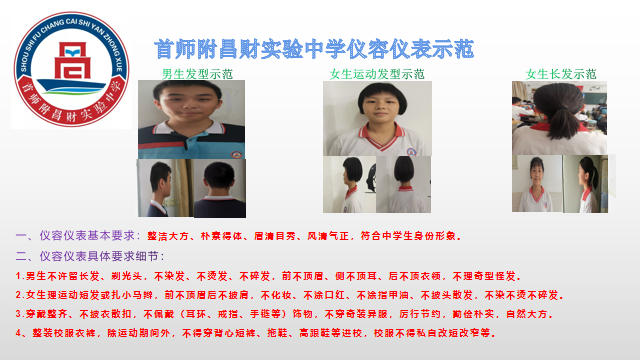 SHOU SHI FU CHANG CAI SHI YAN ZHONG XUE
首师附昌财实验中学
首师附昌财实验中学仪容仪表示范
男生发型示范 女生运动发型示范 女生长发示范
一、仪容仪表基本要求：整洁大方、朴素得体、眉清目秀、风清气正，符合中学生身份形象。
二、仪容仪表具体要求细节：
1.男生不许留长发、剃光头，不染发、不烫发、不碎发，前不顶眉、侧不顶耳、后不顶衣领，不理奇型怪发。
2.女生理运动短发或扎小马辫，前不顶眉后不披肩，不化妆、不涂口红、不涂指甲油、不披头散发，不染不烫不碎发。
3.穿戴整齐、不披衣散扣，不佩戴（耳环、戒指、手链等）饰物，不穿奇装异服，厉行节约，勤俭朴实，自然大方。
4、整装校服衣裤，除运动期间外，不得穿背心短裤、拖鞋、高跟鞋等进校，校服不得私自改短改窄等。